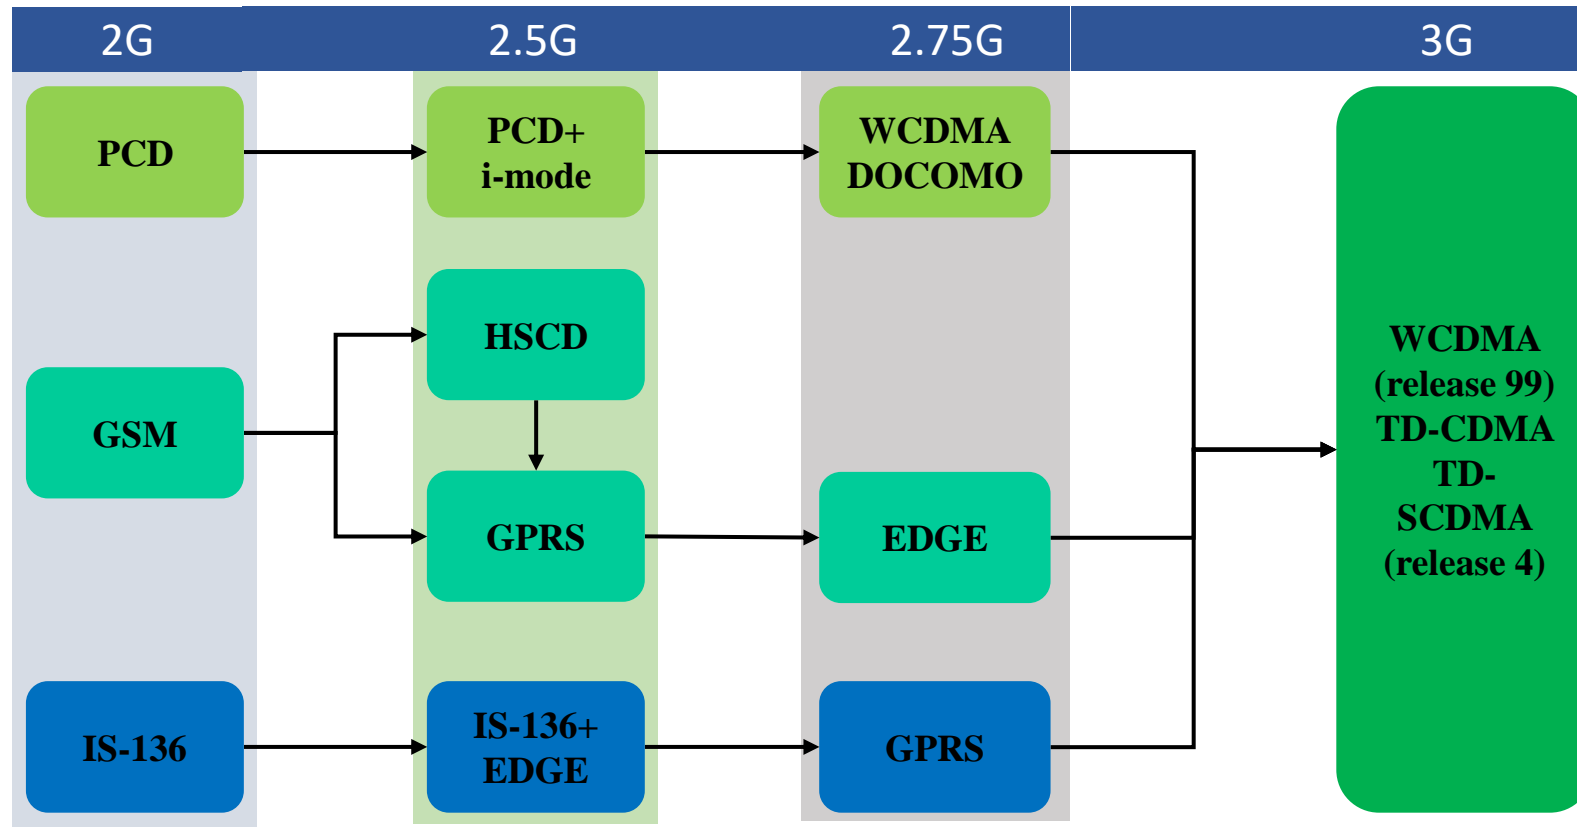 2G
2.5G
2.75G
3G
PCD
PCD+
i-mode
WCDMA
DOCOMO
HSCD
GSM
GPRS
EDGE
IS-136
IS-136+
EDGE
GPRS
WCDMA
(release 99)
TD-CDMA
TD-
SCDMA
(release 4)